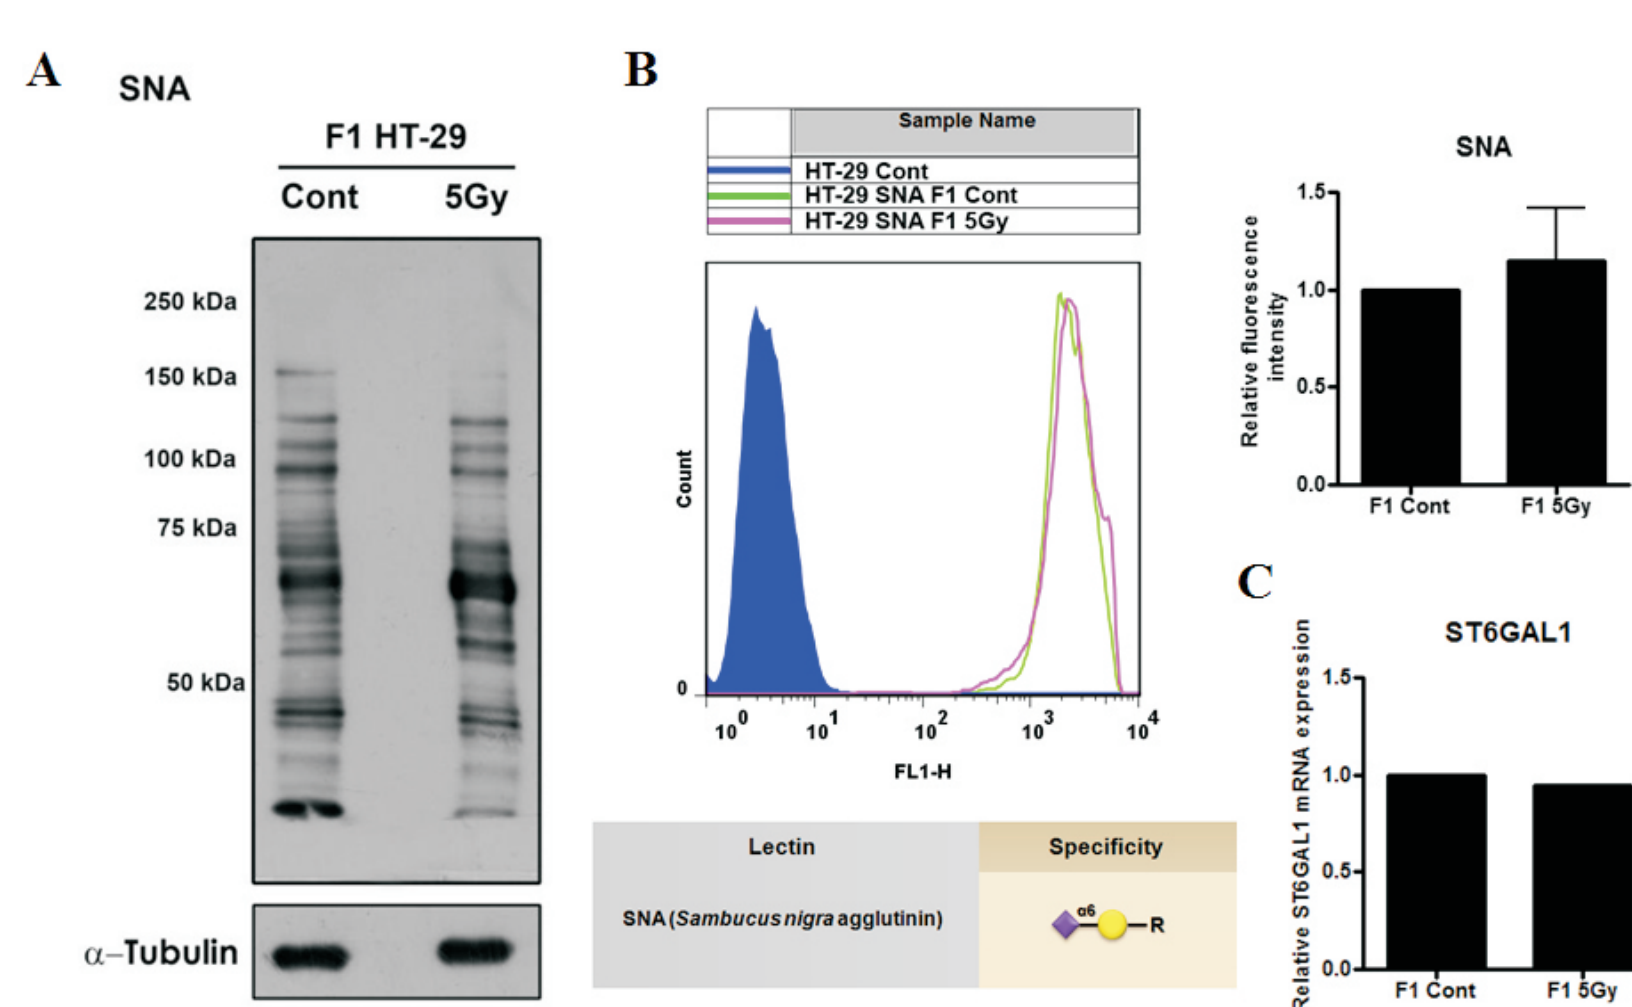 A
SNA
F1 HT-29
Cont
5Gy
250 kDa
150 kDa
100 kDa
75 kDa
50 kDa
α–Tubulin
B
Sample Name
HT-29 Cont
HT-29 SNA F1 Cont
HT-29 SNA F1 5Gy
Count
0
10^0
10^1
10^2
10^3
10^4
FL1-H
Lectin
Specificity
SNA (Sambucus nigra agglutinin)
α6
R
SNA
Relative fluorescence
intensity
1.5
1.0
0.5
0.0
F1 Cont
F1 5Gy
C
ST6GAL1
Relative ST6GAL1 mRNA expression
1.5
1.0
0.5
0.0
F1 Cont
F1 5Gy